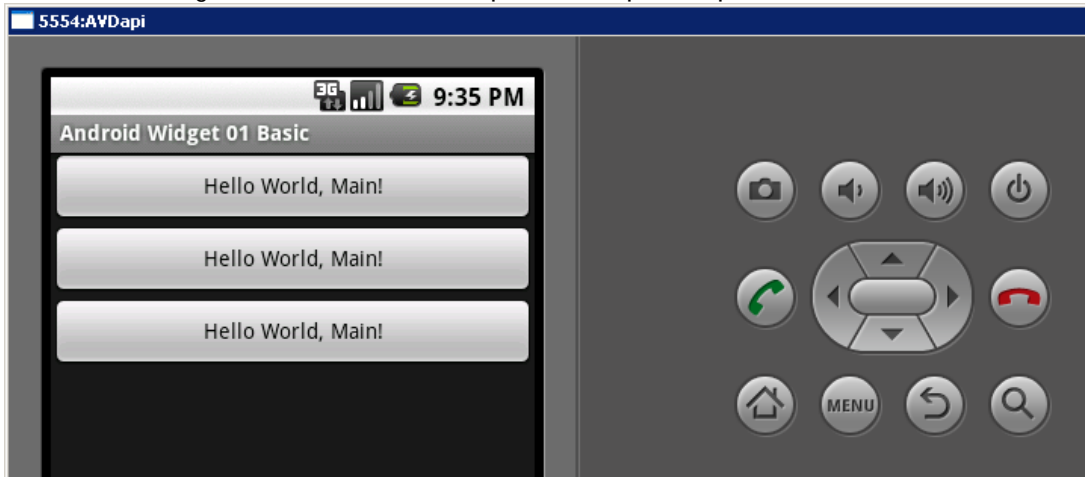 5554:AVDapi
3G 9:35 PM
Android Widget 01 Basic
Hello World, Main!
Hello World, Main!
Hello World, Main!
MENU